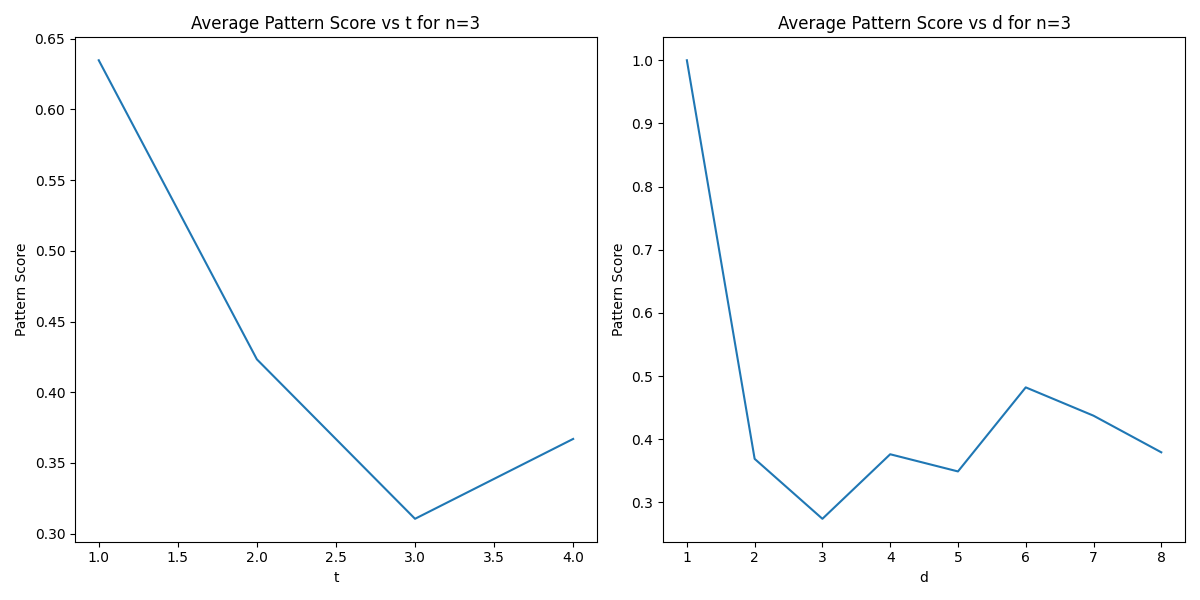 Average Pattern Score vs t for n=3
Pattern Score
0.65
0.60
0.55
0.50
0.45
0.40
0.35
0.30
1.0 1.5 2.0 2.5 3.0 3.5 4.0
t
Average Pattern Score vs d for n=3
Pattern Score
1.0
0.9
0.8
0.7
0.6
0.5
0.4
0.3
1 2 3 4 5 6 7 8
d